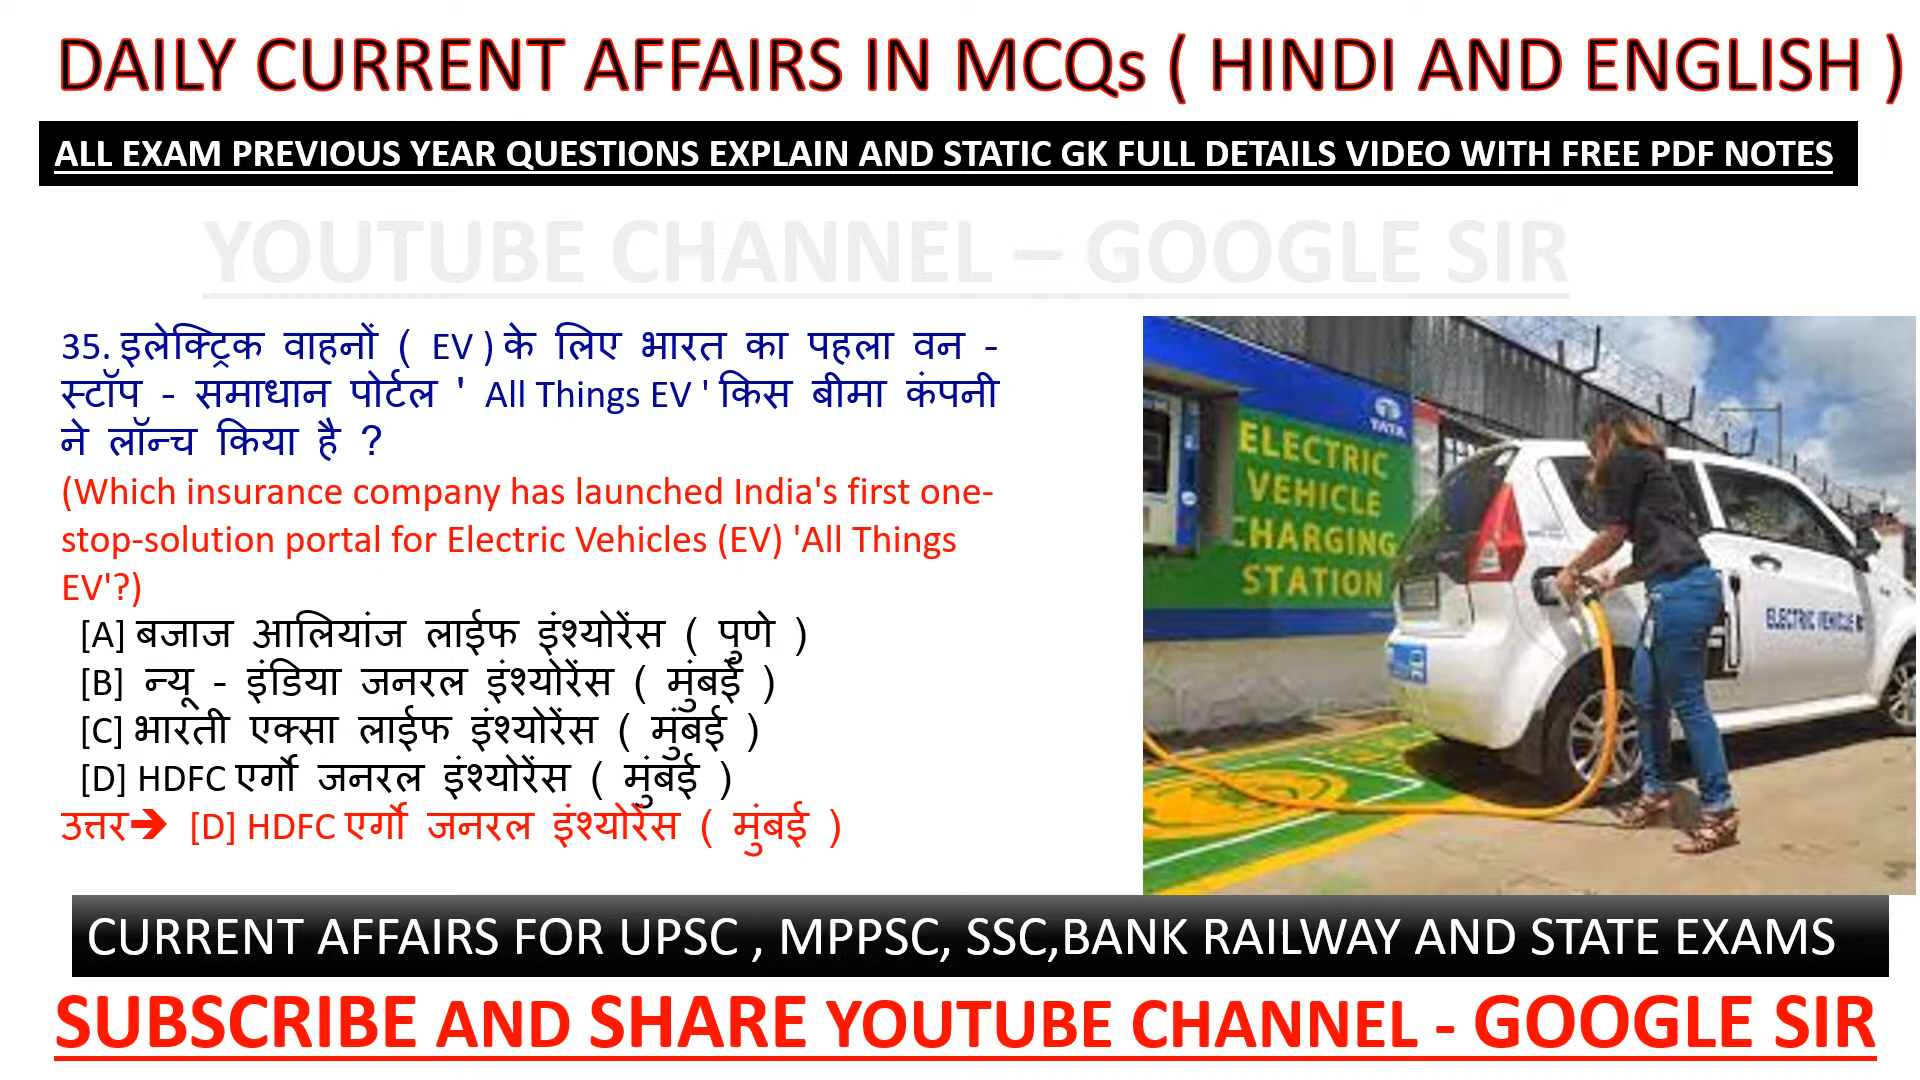 DAILY CURRENT AFFAIRS IN MCQs ( HINDI AND ENGLISH )
ALL EXAM PREVIOUS YEAR QUESTIONS EXPLAIN AND STATIC GK FULL DETAILS VIDEO WITH FREE PDF NOTES
YOUTUBE CHANNEL – GOOGLE SIR
35. इलेक्ट्रिक वाहनों ( EV ) के लिए भारत का पहला वन -
स्टॉप - समाधान पोर्टल ' All Things EV ' किस बीमा कंपनी
ने लॉन्च किया है ?
(Which insurance company has launched India's first one-
stop-solution portal for Electric Vehicles (EV) 'All Things
EV'?)
[A] बजाज आलियांज लाईफ इंश्योरेंस ( पुणे )
[B] न्यू - इंडिया जनरल इंश्योरेंस ( मुंबई )
[C] भारती एक्सा लाईफ इंश्योरेंस ( मुंबई )
[D] HDFC एर्गो जनरल इंश्योरेंस ( मुंबई )
उत्तर➔ [D] HDFC एर्गो जनरल इंश्योरेंस ( मुंबई )
TATA
ELECTRIC
VEHICLE
CHARGING
STATION
ELECTRIC VEHICLE
CURRENT AFFAIRS FOR UPSC , MPPSC, SSC,BANK RAILWAY AND STATE EXAMS
SUBSCRIBE AND SHARE YOUTUBE CHANNEL - GOOGLE SIR